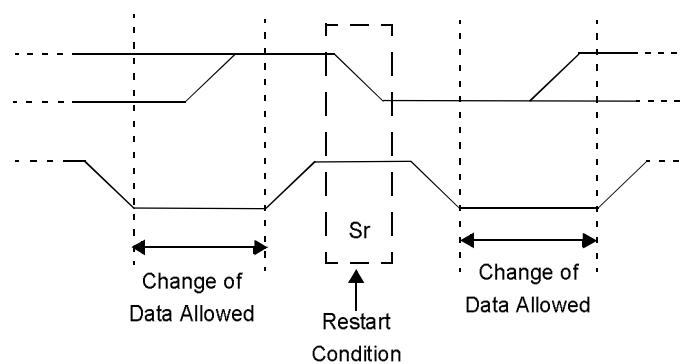 Sr
Change of
Data Allowed
Change of
Data Allowed
Restart
Condition